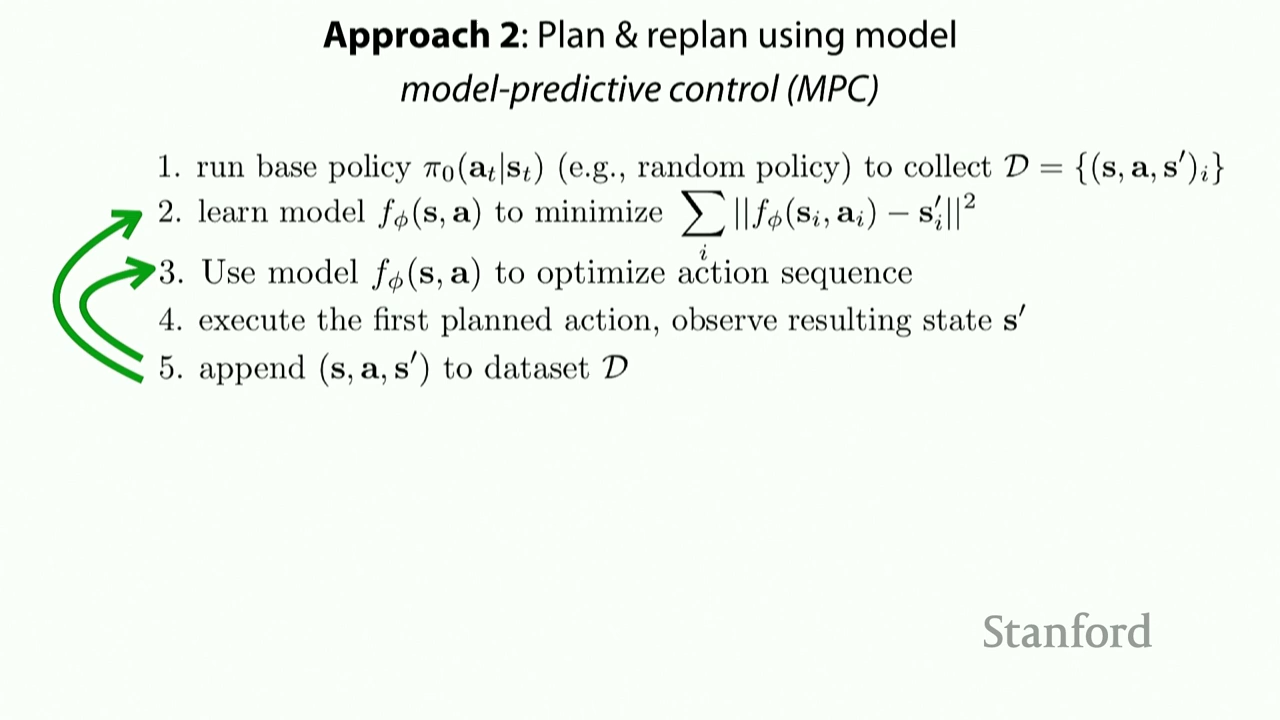 Approach 2: Plan & replan using model
model-predictive control (MPC)
1. run base policy π₀(aₜ|sₜ) (e.g., random policy) to collect 𝒟 = {(s, a, s′)ᵢ}
2. learn model f_ϕ(s, a) to minimize ∑ᵢ ||f_ϕ(sᵢ, aᵢ) − s′ᵢ||²
3. Use model f_ϕ(s, a) to optimize action sequence
4. execute the first planned action, observe resulting state s′
5. append (s, a, s′) to dataset 𝒟
Stanford